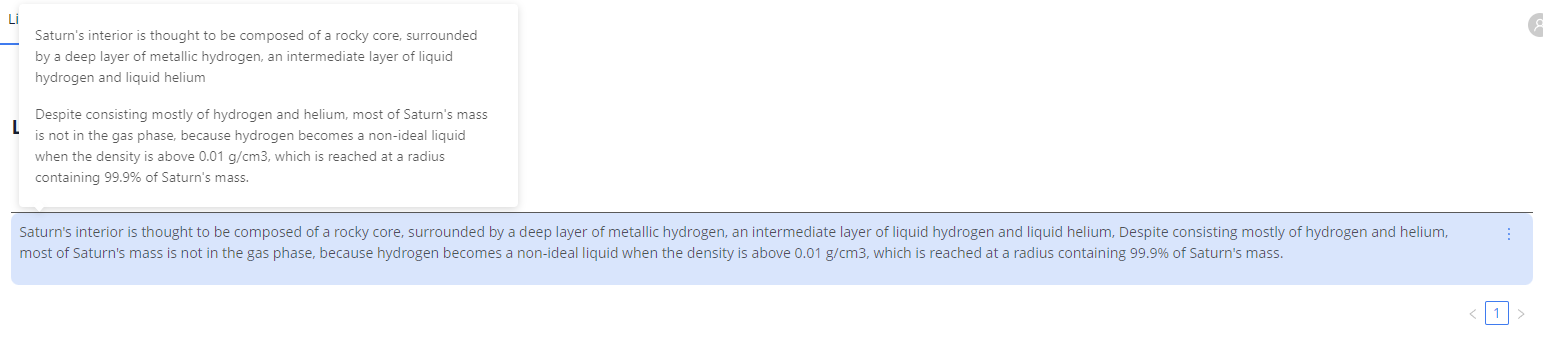 Li
Saturn's interior is thought to be composed of a rocky core, surrounded
by a deep layer of metallic hydrogen, an intermediate layer of liquid
hydrogen and liquid helium
Despite consisting mostly of hydrogen and helium, most of Saturn's mass
is not in the gas phase, because hydrogen becomes a non-ideal liquid
when the density is above 0.01 g/cm3, which is reached at a radius
containing 99.9% of Saturn's mass.
Saturn's interior is thought to be composed of a rocky core, surrounded by a deep layer of metallic hydrogen, an intermediate layer of liquid hydrogen and liquid helium, Despite consisting mostly of hydrogen and helium,
most of Saturn's mass is not in the gas phase, because hydrogen becomes a non-ideal liquid when the density is above 0.01 g/cm3, which is reached at a radius containing 99.9% of Saturn's mass.
1